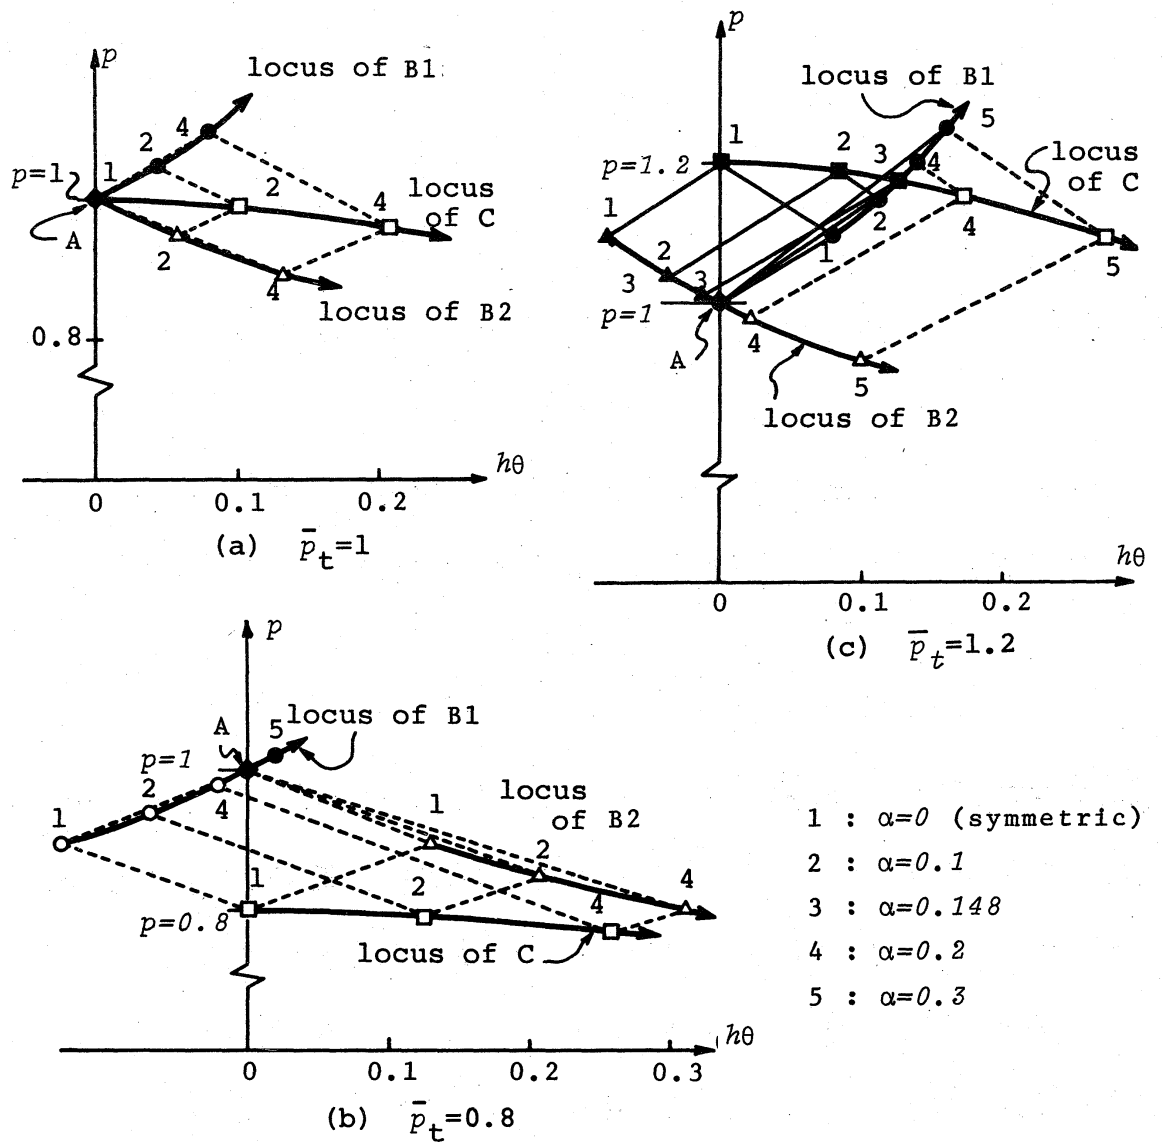 p
locus of B1
4
2
1
p=1
2
4
locus
of C
A
2
4
locus of B2
0.8
hθ
0
0.1
0.2
(a) p̄t=1
p
locus of B1
5
1
2
3
4
locus
of C
p=1.2
1
2
4
2
1
3
3
5
p=1
4
A
5
locus of B2
hθ
0
0.1
0.2
(c) p̄t=1.2
p
A
5
locus of B1
p=1
2
1
4
1
locus
of B2
2
4
1
2
4
p=0.8
locus of C
hθ
0
0.1
0.2
0.3
(b) p̄t=0.8
1 : α=0 (symmetric)
2 : α=0.1
3 : α=0.148
4 : α=0.2
5 : α=0.3